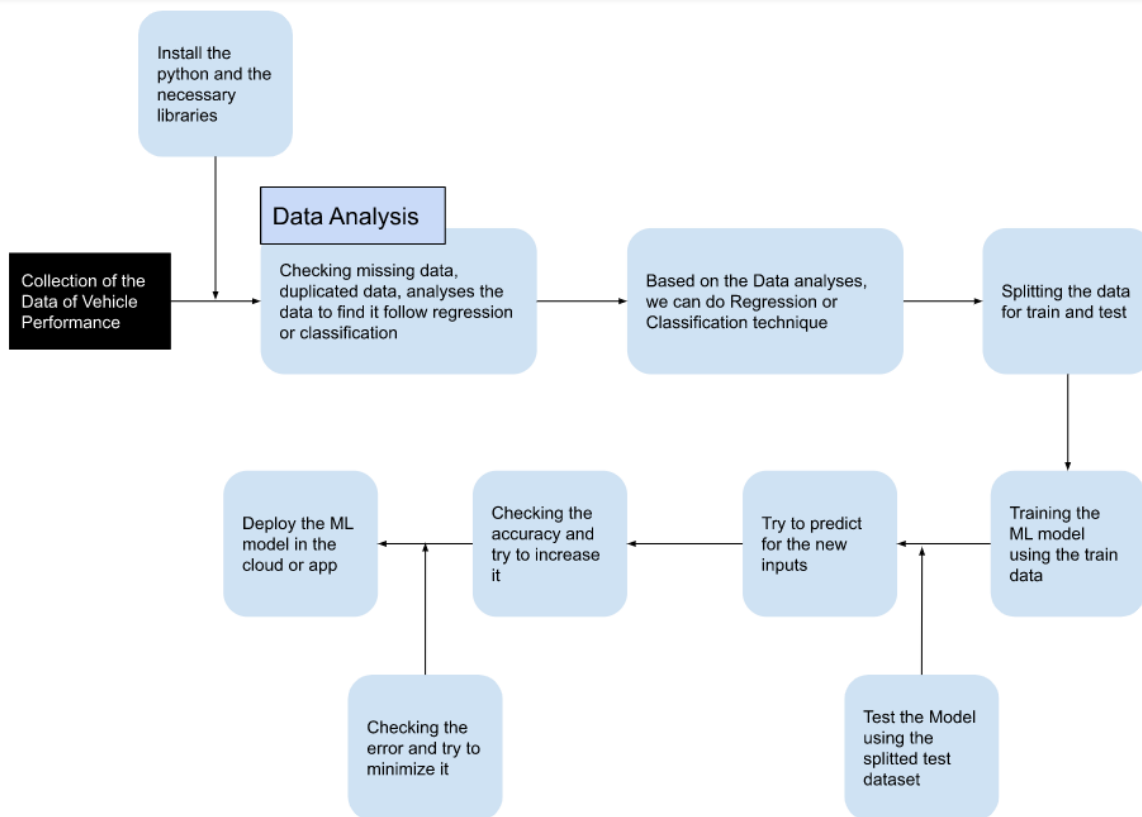 Install the
python and the
necessary
libraries
Data Analysis
Collection of the
Data of Vehicle
Performance
Checking missing data,
duplicated data, analyses the
data to find it follow regression
or classification
Based on the Data analyses,
we can do Regression or
Classification technique
Splitting the data
for train and test
Training the
ML model
using the train
data
Try to predict
for the new
inputs
Checking the
accuracy and
try to increase
it
Deploy the ML
model in the
cloud or app
Checking the
error and try to
minimize it
Test the Model
using the
splitted test
dataset